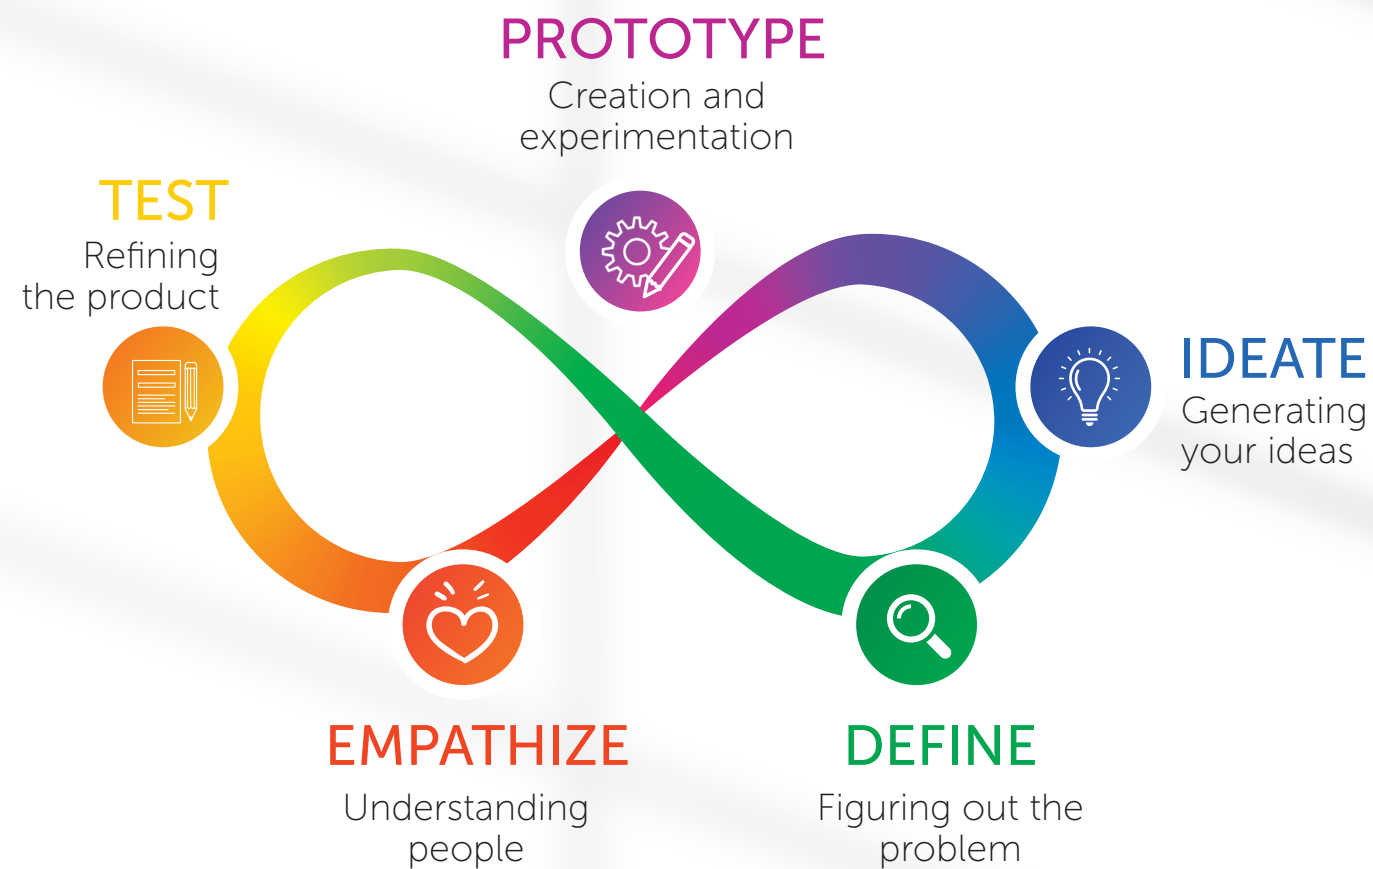 PROTOTYPE
Creation and
experimentation
TEST
Refining
the product
IDEATE
Generating
your ideas
EMPATHIZE
Understanding
people
DEFINE
Figuring out the
problem